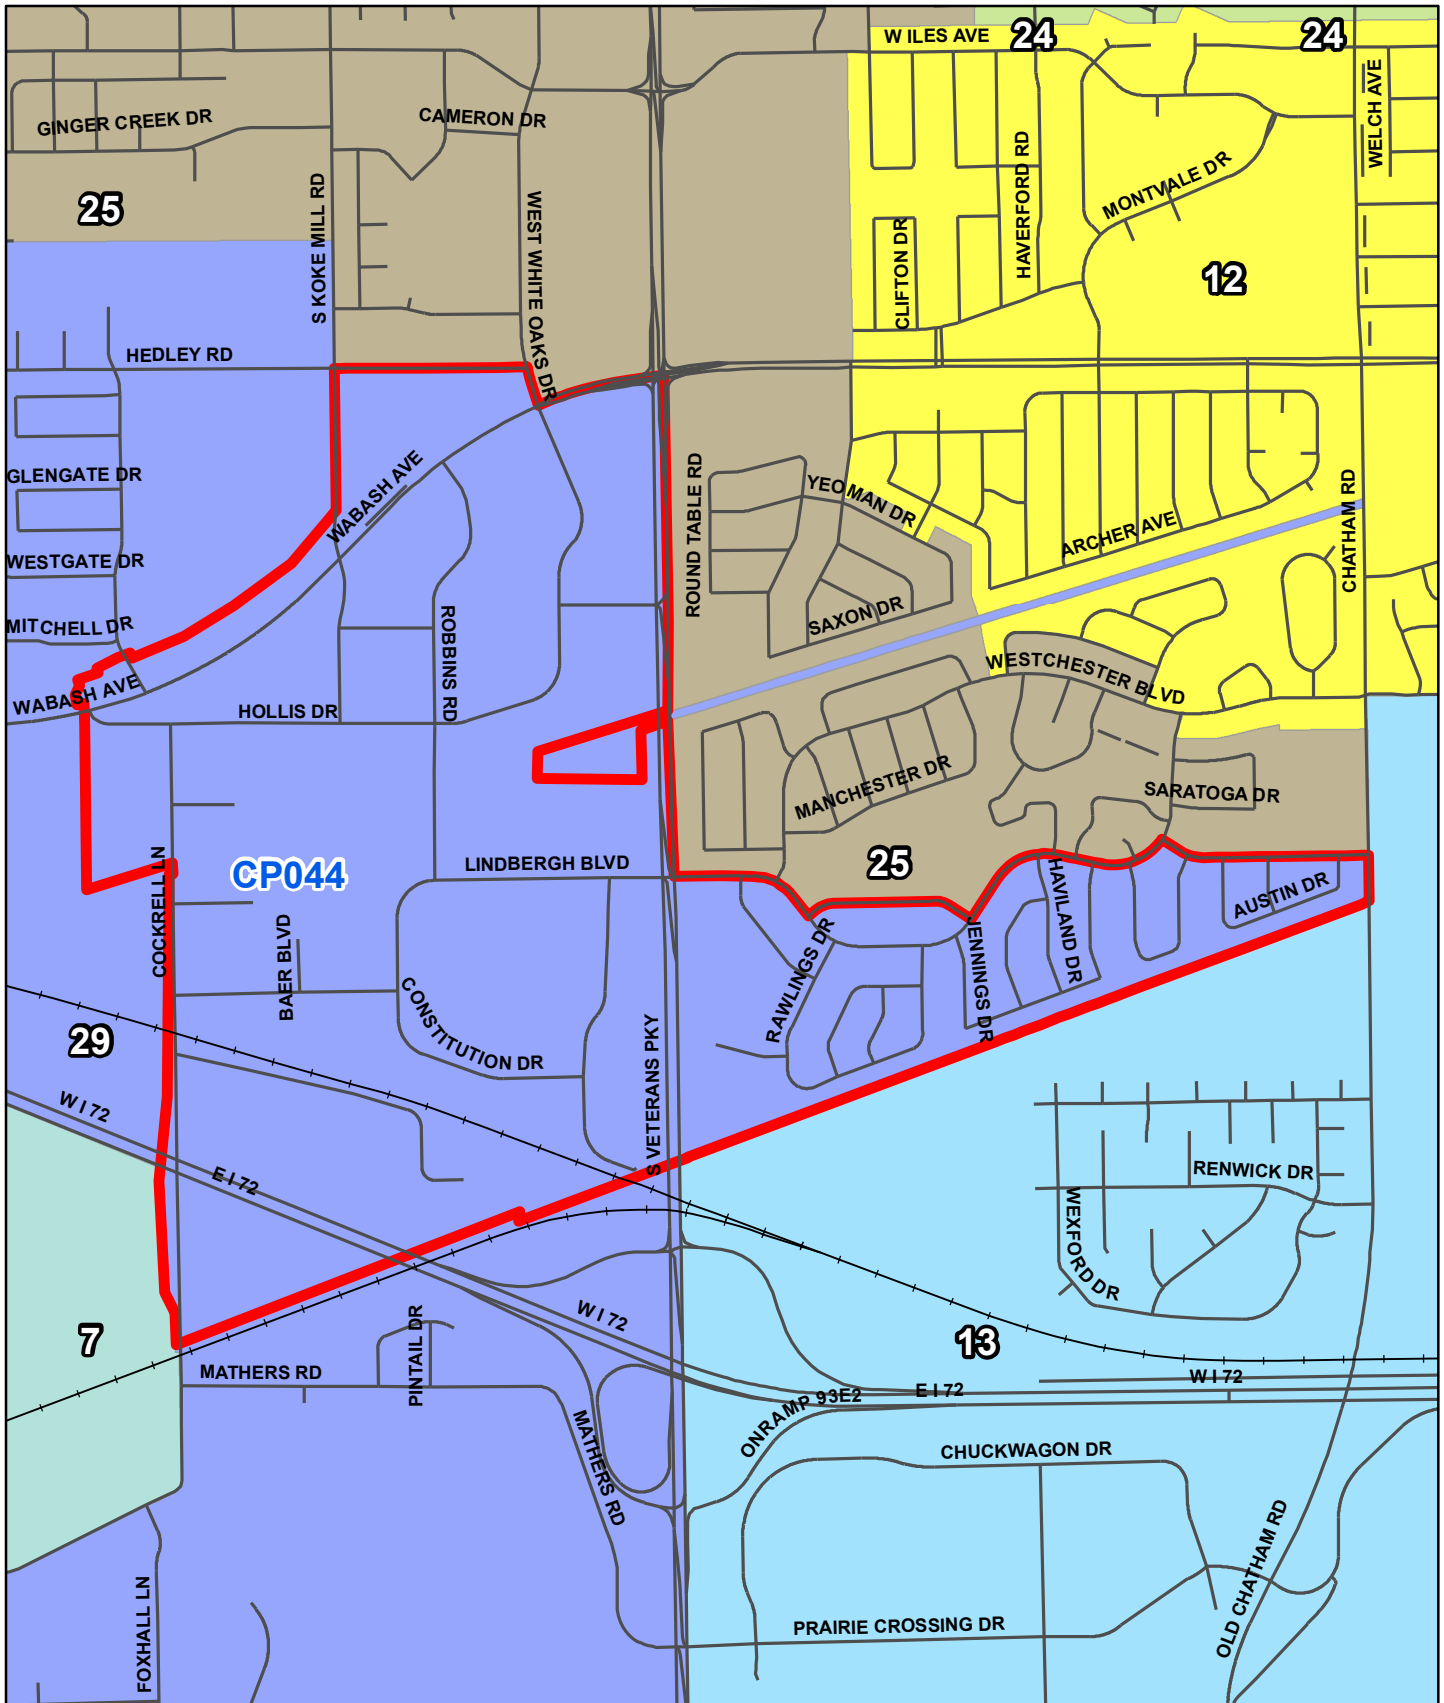 W ILES AVE
24
24
WELCH AVE
GINGER CREEK DR
CAMERON DR
HAVERFORD RD
MONTVALE DR
25
S KOKE MILL RD
WEST WHITE OAKS DR
CLIFTON DR
12
HEDLEY RD
GLENGATE DR
WABASH AVE
ROUND TABLE RD
YEOMAN DR
ARCHER AVE
CHATHAM RD
WESTGATE DR
MITCHELL DR
ROBBINS RD
SAXON DR
WESTCHESTER BLVD
WABASH AVE
HOLLIS DR
MANCHESTER DR
SARATOGA DR
COCKRELL LN
CP044
LINDBERGH BLVD
25
HAVILAND DR
AUSTIN DR
BAER BLVD
RAWLINGS DR
JENNINGS DR
CONSTITUTION DR
29
S VETERANS PKY
W I 72
E I 72
RENWICK DR
WEXFORD DR
7
W I 72
13
PINTAIL DR
MATHERS RD
W I 72
E I 72
ONRAMP 93E2
MATHERS RD
CHUCKWAGON DR
OLD CHATHAM RD
FOXHALL LN
PRAIRIE CROSSING DR